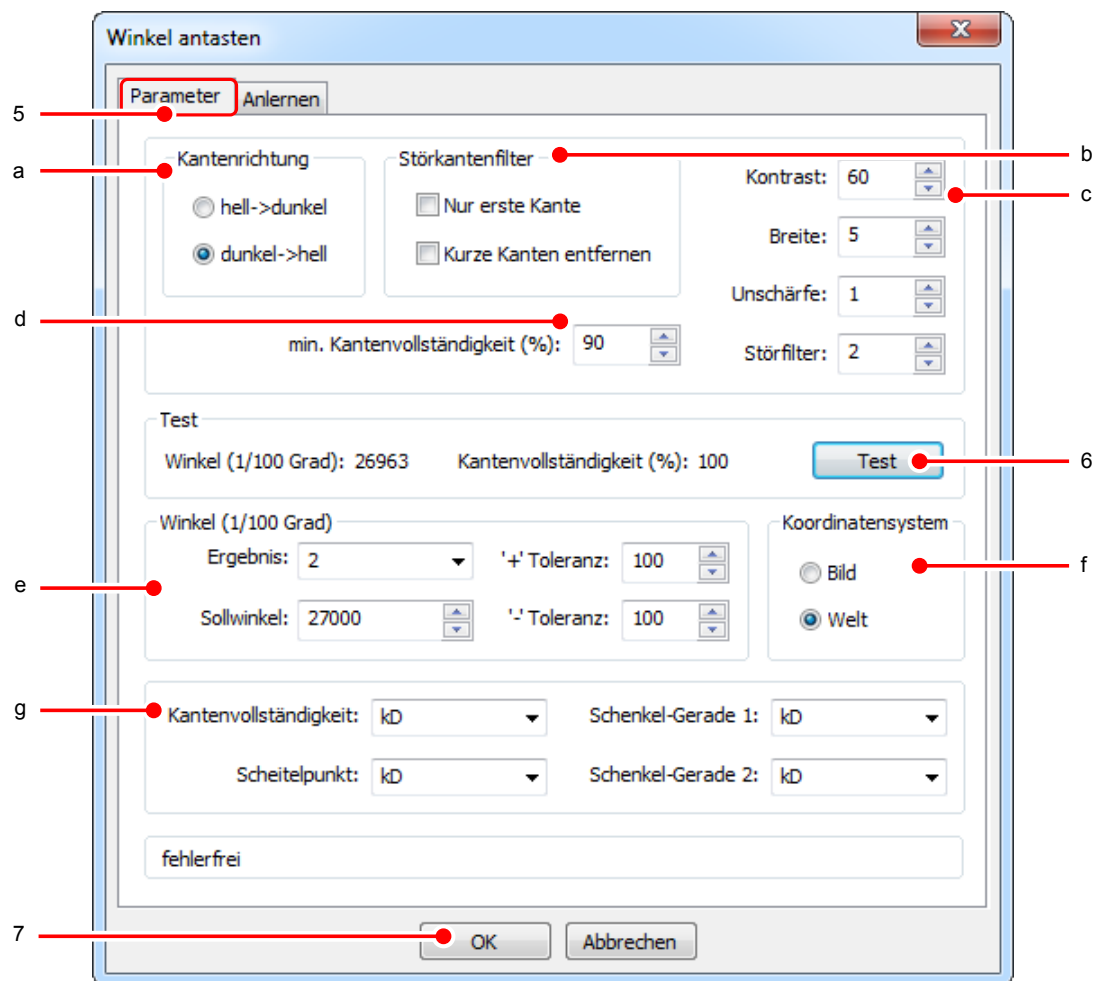 Winkel antasten
Parameter Anlernen
5
Kantenrichtung Störkantenfilter b
a Kontrast: 60
c
hell->dunkel Nur erste Kante
Breite: 5
dunkel->hell Kurze Kanten entfernen
Unschärfe: 1
d
min. Kantenvollständigkeit (%): 90 Störfilter: 2
Test
Winkel (1/100 Grad): 26963 Kantenvollständigkeit (%): 100 Test 6
Winkel (1/100 Grad) Koordinatensystem
Ergebnis: 2 '+' Toleranz: 100
Bild f
e
Sollwinkel: 27000 '-' Toleranz: 100 Welt
g Kantenvollständigkeit: kD Schenkel-Gerade 1: kD
Scheitelpunkt: kD Schenkel-Gerade 2: kD
fehlerfrei
7 OK Abbrechen